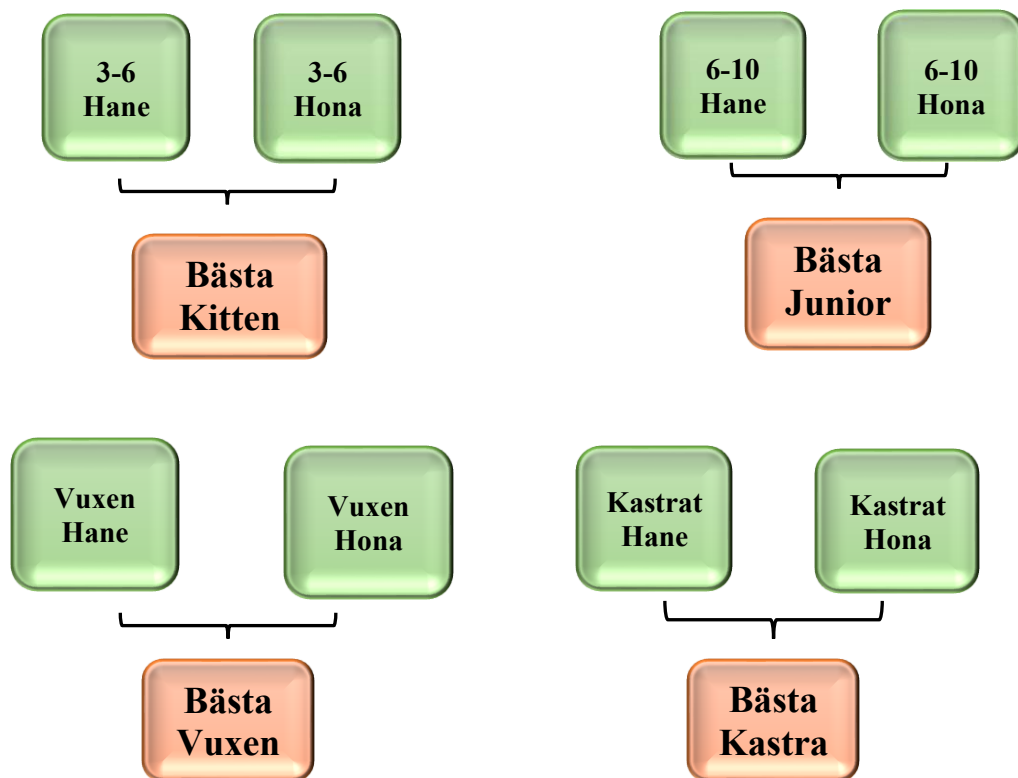 3-6
Hane
3-6
Hona
6-10
Hane
6-10
Hona
Bästa
Kitten
Bästa
Junior
Vuxen
Hane
Vuxen
Hona
Kastrat
Hane
Kastrat
Hona
Bästa
Vuxen
Bästa
Kastra